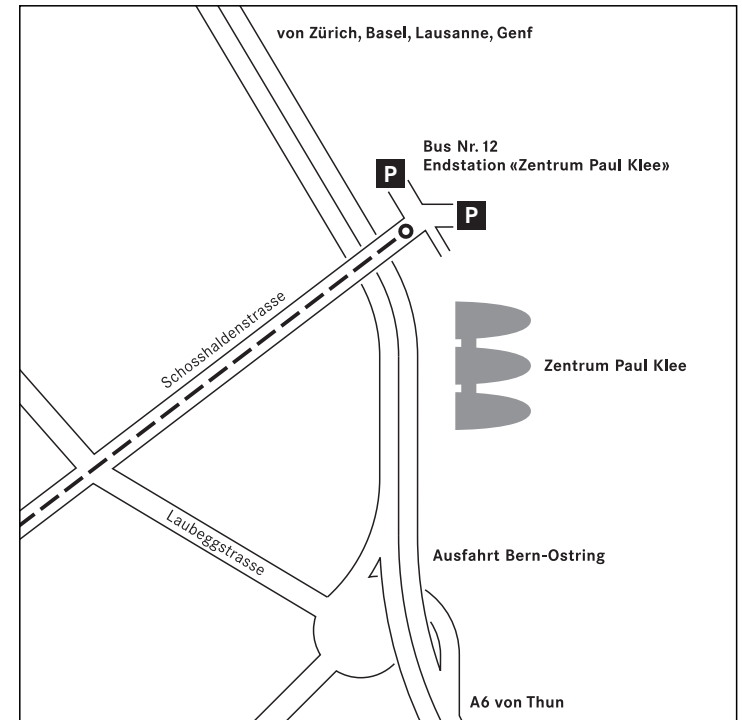 von Zürich, Basel, Lausanne, Genf
Bus Nr. 12
Endstation «Zentrum Paul Klee»
P
P
Schosshaldenstrasse
Zentrum Paul Klee
Laubeggstrasse
Ausfahrt Bern-Ostring
A6 von Thun